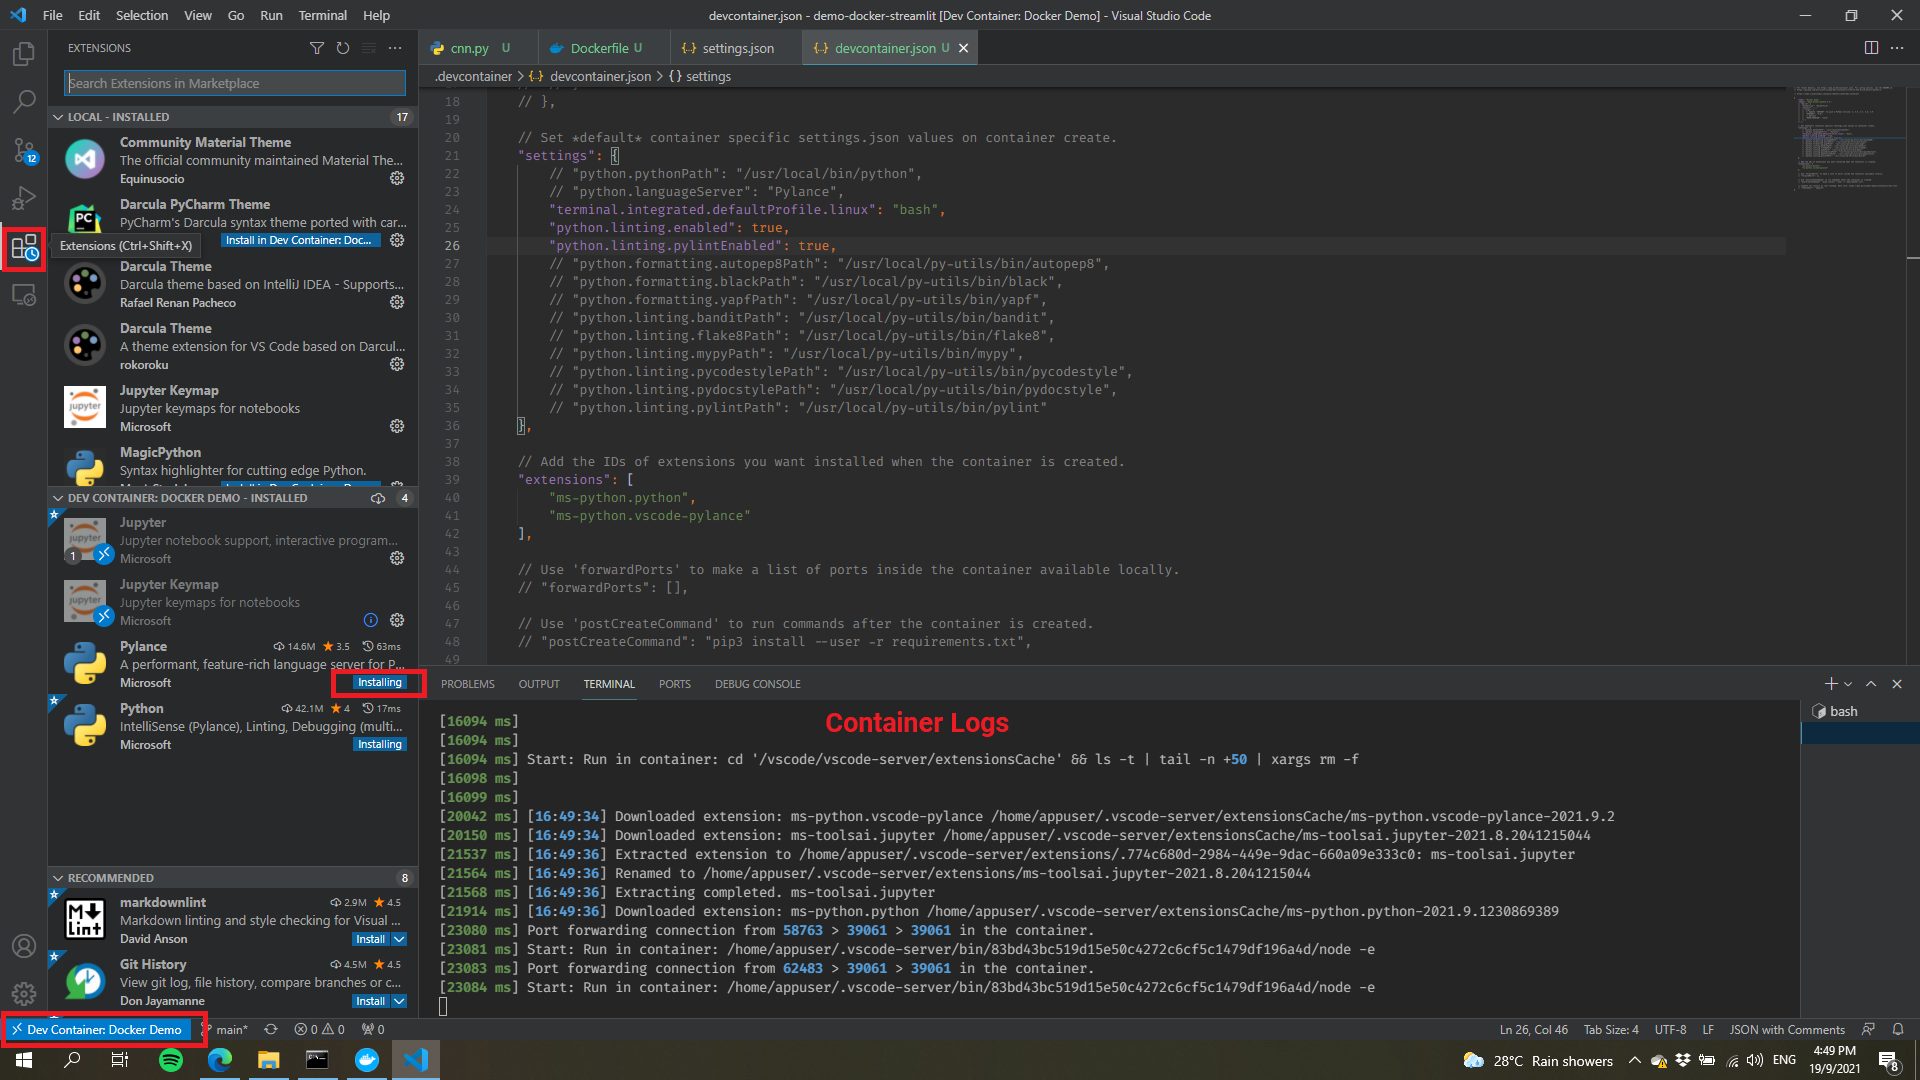 File Edit Selection View Go Run Terminal Help
devcontainer.json - demo-docker-streamlit [Dev Container: Docker Demo] - Visual Studio Code
EXTENSIONS
Search Extensions in Marketplace
LOCAL - INSTALLED 17
Community Material Theme
The official community maintained Material The...
Equinusocio
Darcula PyCharm Theme
PyCharm's Darcula syntax theme ported with car...
Install in Dev Container: Doc...
Extensions (Ctrl+Shift+X)
Darcula Theme
Darcula theme based on IntelliJ IDEA - Supports...
Rafael Renan Pacheco
Darcula Theme
A theme extension for VS Code based on Darcul...
rokoroku
Jupyter Keymap
Jupyter keymaps for notebooks
Microsoft
MagicPython
Syntax highlighter for cutting edge Python.
DEV CONTAINER: DOCKER DEMO - INSTALLED 4
Jupyter
Jupyter notebook support, interactive program...
Microsoft
1
Jupyter Keymap
Jupyter keymaps for notebooks
Microsoft
Pylance 14.6M 3.5 63ms
A performant, feature-rich language server for P...
Microsoft Installing
Python 42.1M 4 17ms
IntelliSense (Pylance), Linting, Debugging (multi...
Microsoft Installing
RECOMMENDED 8
markdownlint 2.9M 4.5
Markdown linting and style checking for Visual ...
David Anson Install
Git History 4.5M 4.5
View git log, file history, compare branches or c...
Don Jayamanne Install
12
cnn.py U Dockerfile U settings.json devcontainer.json U
.devcontainer > devcontainer.json > {} settings
18 // },
19
20 // Set *default* container specific settings.json values on container create.
21 "settings": {
22 // "python.pythonPath": "/usr/local/bin/python",
23 // "python.languageServer": "Pylance",
24 "terminal.integrated.defaultProfile.linux": "bash",
25 "python.linting.enabled": true,
26 "python.linting.pylintEnabled": true,
27 // "python.formatting.autopep8Path": "/usr/local/py-utils/bin/autopep8",
28 // "python.formatting.blackPath": "/usr/local/py-utils/bin/black",
29 // "python.formatting.yapfPath": "/usr/local/py-utils/bin/yapf",
30 // "python.linting.banditPath": "/usr/local/py-utils/bin/bandit",
31 // "python.linting.flake8Path": "/usr/local/py-utils/bin/flake8",
32 // "python.linting.mypyPath": "/usr/local/py-utils/bin/mypy",
33 // "python.linting.pycodestylePath": "/usr/local/py-utils/bin/pycodestyle",
34 // "python.linting.pydocstylePath": "/usr/local/py-utils/bin/pydocstyle",
35 // "python.linting.pylintPath": "/usr/local/py-utils/bin/pylint"
36 },
37
38 // Add the IDs of extensions you want installed when the container is created.
39 "extensions": [
40 "ms-python.python",
41 "ms-python.vscode-pylance"
42 ],
43
44 // Use 'forwardPorts' to make a list of ports inside the container available locally.
45 // "forwardPorts": [],
46
47 // Use 'postCreateCommand' to run commands after the container is created.
48 // "postCreateCommand": "pip3 install --user -r requirements.txt",
49
PROBLEMS OUTPUT TERMINAL PORTS DEBUG CONSOLE
bash
Container Logs
[16094 ms]
[16094 ms]
[16094 ms] Start: Run in container: cd '/vscode/vscode-server/extensionsCache' && ls -t | tail -n +50 | xargs rm -f
[16098 ms]
[16099 ms]
[20042 ms] [16:49:34] Downloaded extension: ms-python.vscode-pylance /home/appuser/.vscode-server/extensionsCache/ms-python.vscode-pylance-2021.9.2
[20150 ms] [16:49:34] Downloaded extension: ms-toolsai.jupyter /home/appuser/.vscode-server/extensionsCache/ms-toolsai.jupyter-2021.8.2041215044
[21537 ms] [16:49:36] Extracted extension to /home/appuser/.vscode-server/extensions/.774c680d-2984-449e-9dac-660a09e333c0: ms-toolsai.jupyter
[21564 ms] [16:49:36] Renamed to /home/appuser/.vscode-server/extensions/ms-toolsai.jupyter-2021.8.2041215044
[21568 ms] [16:49:36] Extracting completed. ms-toolsai.jupyter
[21914 ms] [16:49:36] Downloaded extension: ms-python.python /home/appuser/.vscode-server/extensionsCache/ms-python.python-2021.9.1230869389
[23080 ms] Port forwarding connection from 58763 > 39061 > 39061 in the container.
[23081 ms] Start: Run in container: /home/appuser/.vscode-server/bin/83bd43bc519d15e50c4272c6cf5c1479df196a4d/node -e
[23083 ms] Port forwarding connection from 62483 > 39061 > 39061 in the container.
[23084 ms] Start: Run in container: /home/appuser/.vscode-server/bin/83bd43bc519d15e50c4272c6cf5c1479df196a4d/node -e
Dev Container: Docker Demo main* 0 0 0
Ln 26, Col 46 Tab Size: 4 UTF-8 LF JSON with Comments
28°C Rain showers ENG 4:49 PM
19/9/2021 8